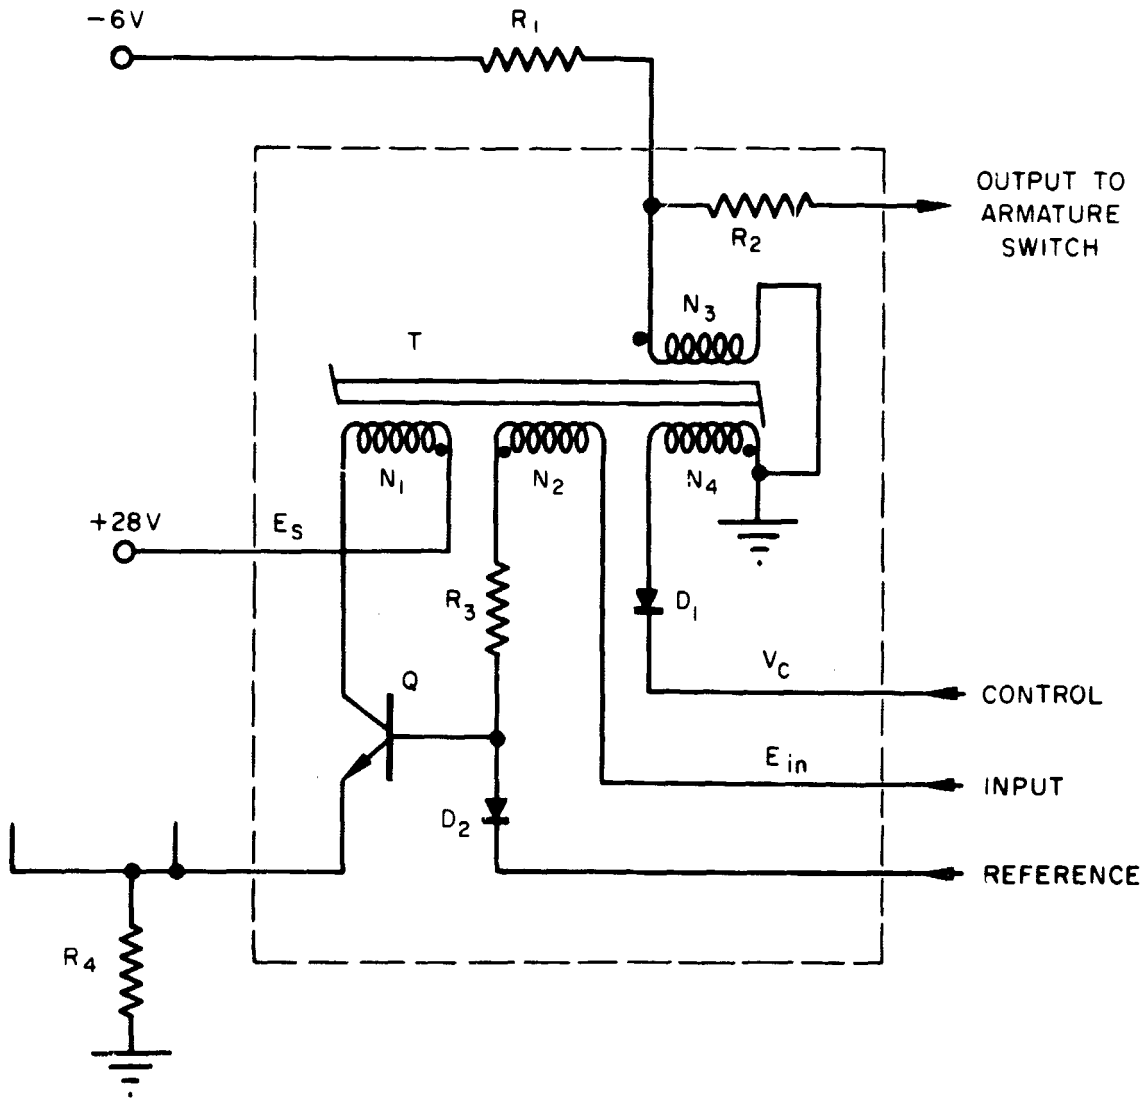 -6V
R1
OUTPUT TO
ARMATURE
SWITCH
R2
N3
T
N1
N2
N4
+28V
ES
R3
D1
Q
VC
CONTROL
Ein
INPUT
D2
REFERENCE
R4